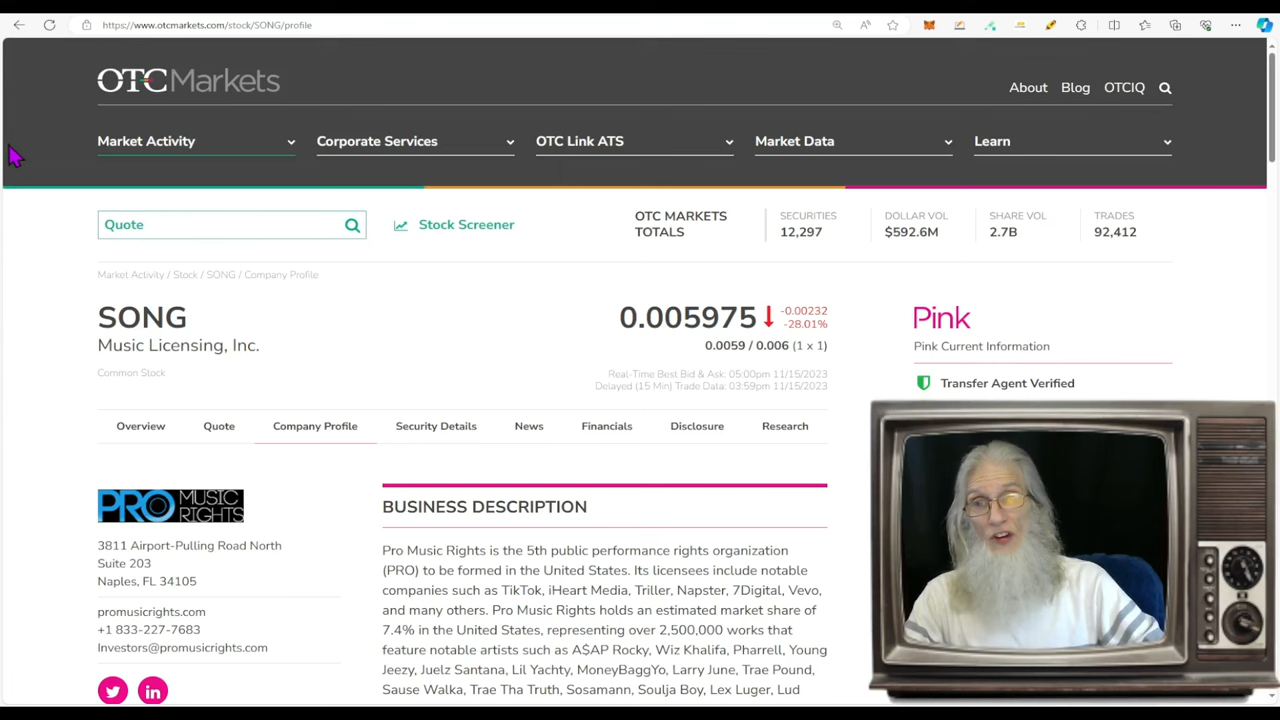 https://www.otcmarkets.com/stock/SONG/profile
OTC Markets
About Blog OTCIQ
Market Activity Corporate Services OTC Link ATS Market Data Learn
Quote
Stock Screener
OTC MARKETS TOTALS
SECURITIES
12,297
DOLLAR VOL
$592.6M
SHARE VOL
2.7B
TRADES
92,412
Market Activity / Stock / SONG / Company Profile
SONG
Music Licensing, Inc.
Common Stock
0.005975
-0.00232
-28.01%
0.0059 / 0.006 (1 x 1)
Real-Time Best Bid & Ask: 05:00pm 11/15/2023
Delayed (15 Min) Trade Data: 03:59pm 11/15/2023
Pink
Pink Current Information
Transfer Agent Verified
Overview Quote Company Profile Security Details News Financials Disclosure Research
PRO MUSIC RIGHTS
3811 Airport-Pulling Road North
Suite 203
Naples, FL 34105
promusicrights.com
+1 833-227-7683
Investors@promusicrights.com
BUSINESS DESCRIPTION
Pro Music Rights is the 5th public performance rights organization
(PRO) to be formed in the United States. Its licensees include notable
companies such as TikTok, iHeart Media, Triller, Napster, 7Digital, Vevo,
and many others. Pro Music Rights holds an estimated market share of
7.4% in the United States, representing over 2,500,000 works that
feature notable artists such as A$AP Rocky, Wiz Khalifa, Pharrell, Young
Jeezy, Juelz Santana, Lil Yachty, MoneyBaggYo, Larry June, Trae Pound,
Sause Walka, Trae Tha Truth, Sosamann, Soulja Boy, Lex Luger, Lud